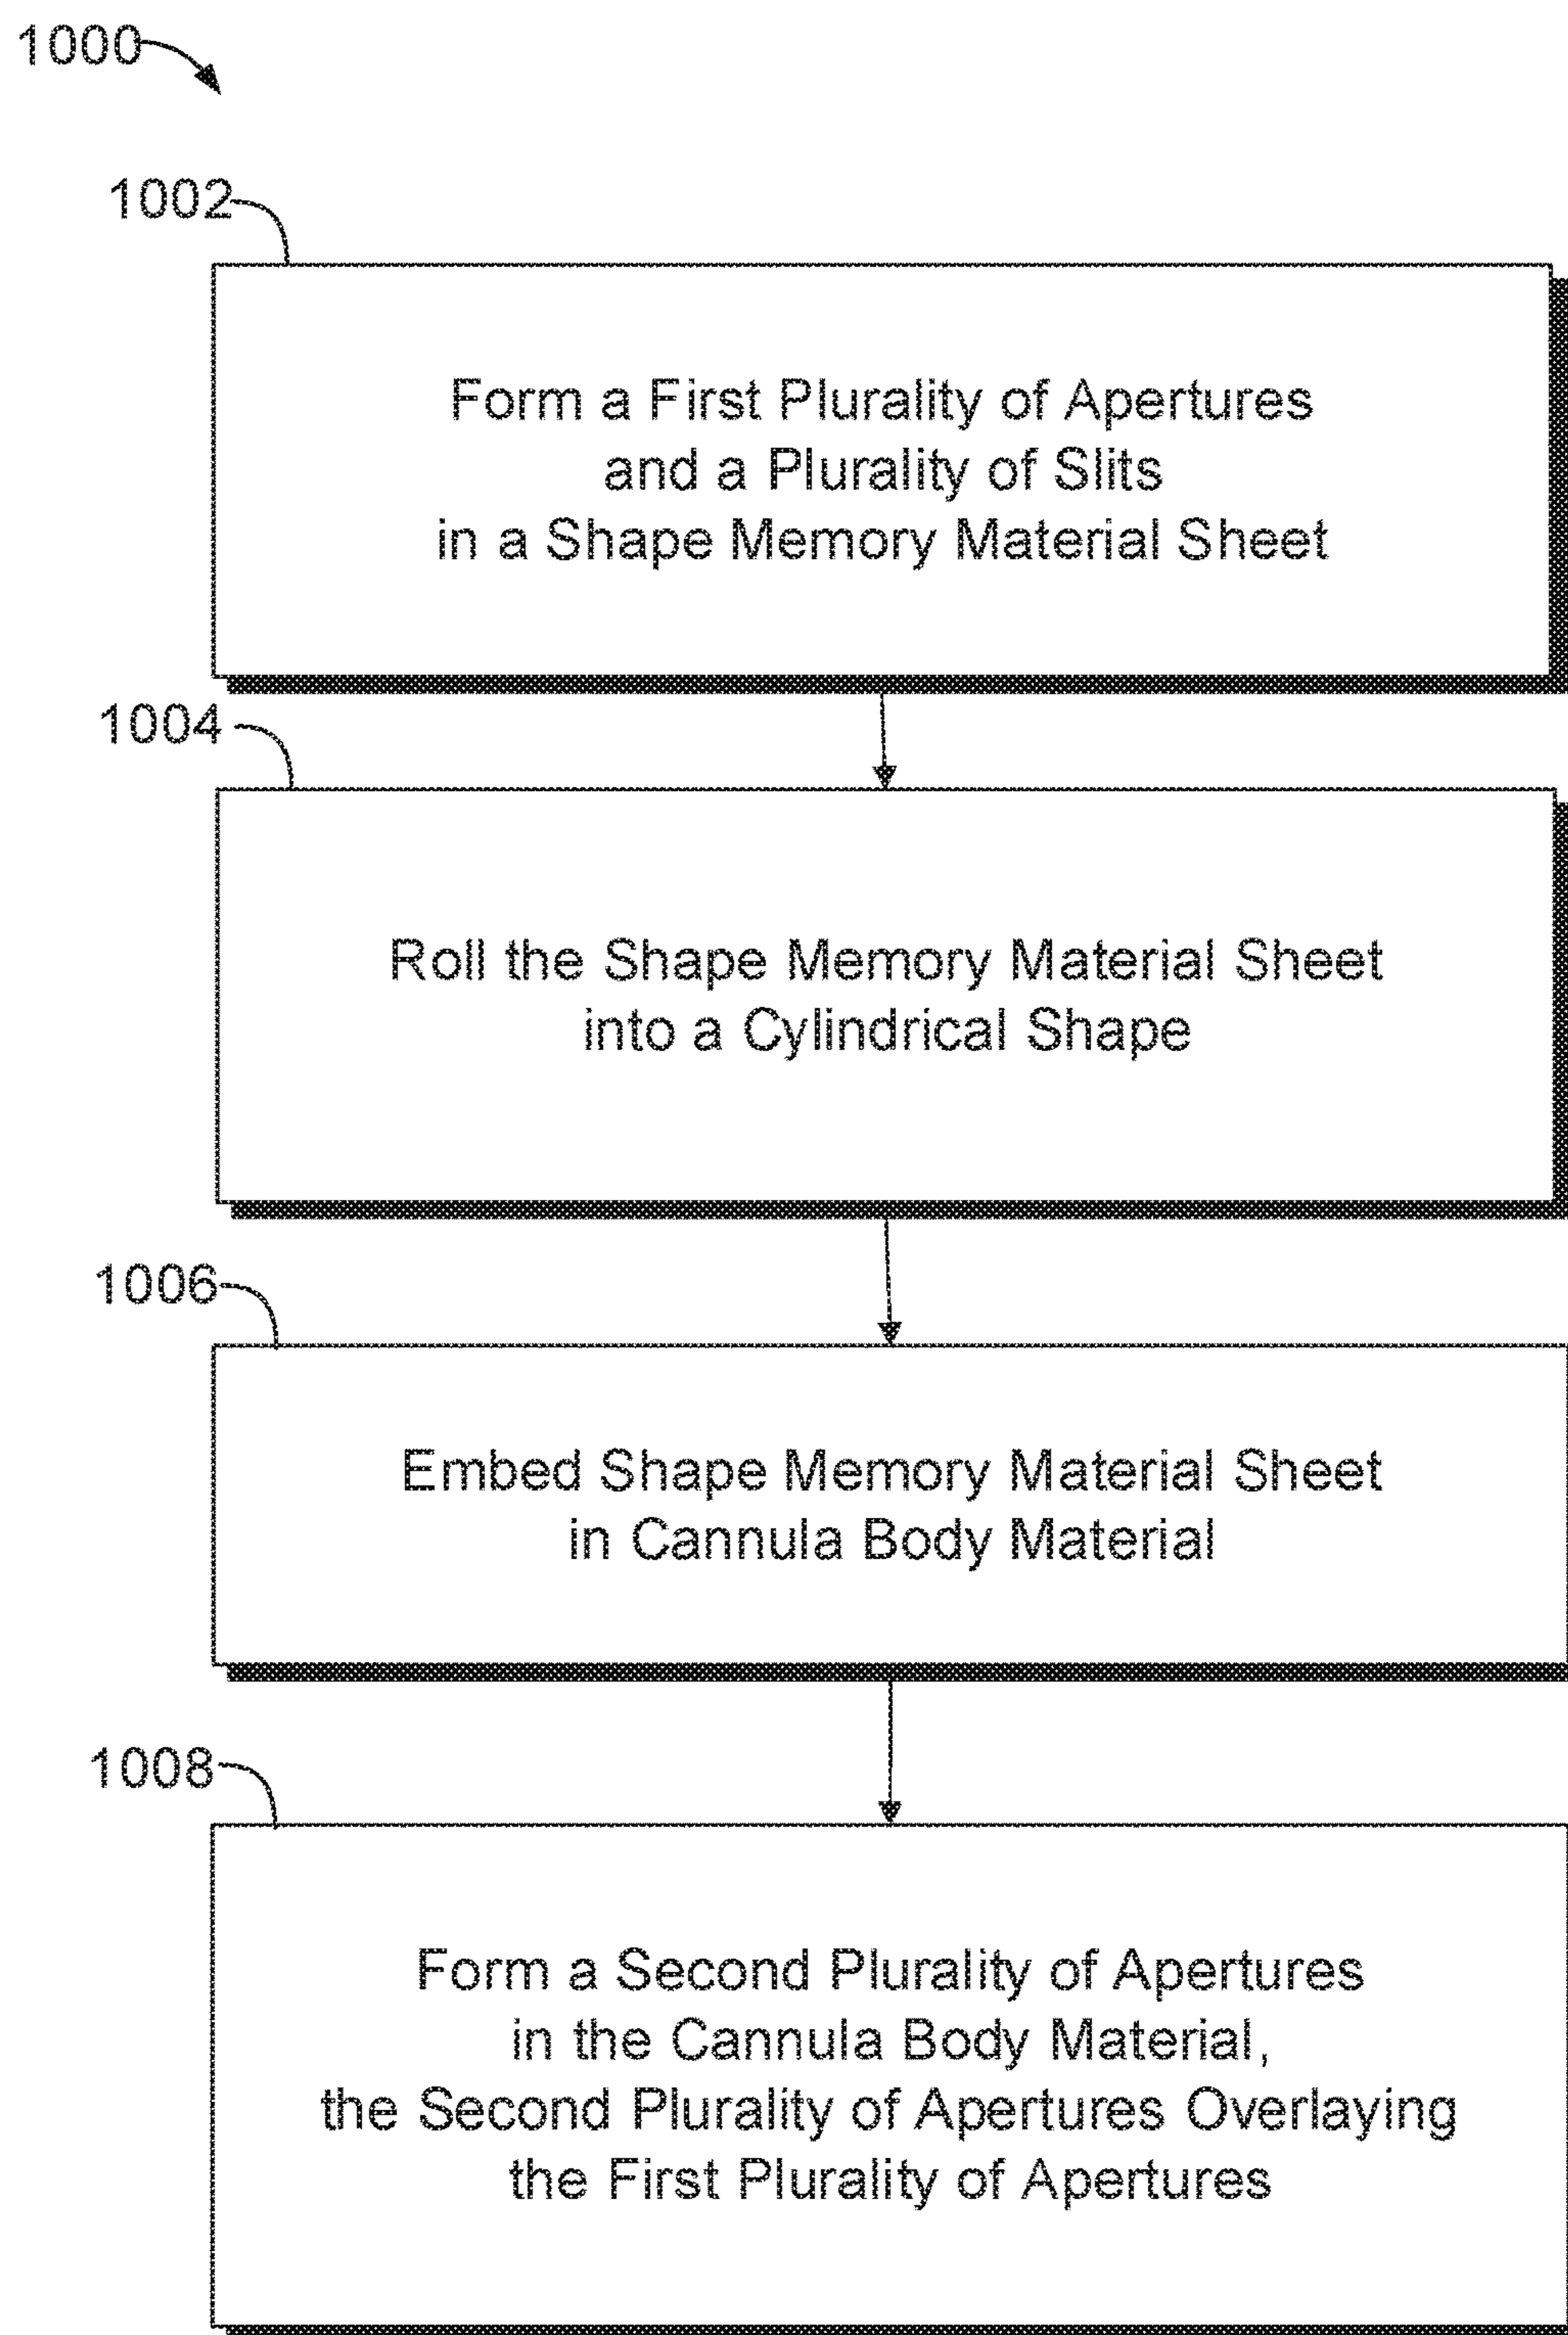 1000
1002
Form a First Plurality of Apertures
and a Plurality of Slits
in a Shape Memory Material Sheet
1004
Roll the Shape Memory Material Sheet
into a Cylindrical Shape
1006
Embed Shape Memory Material Sheet
in Cannula Body Material
1008
Form a Second Plurality of Apertures
in the Cannula Body Material,
the Second Plurality of Apertures Overlaying
the First Plurality of Apertures